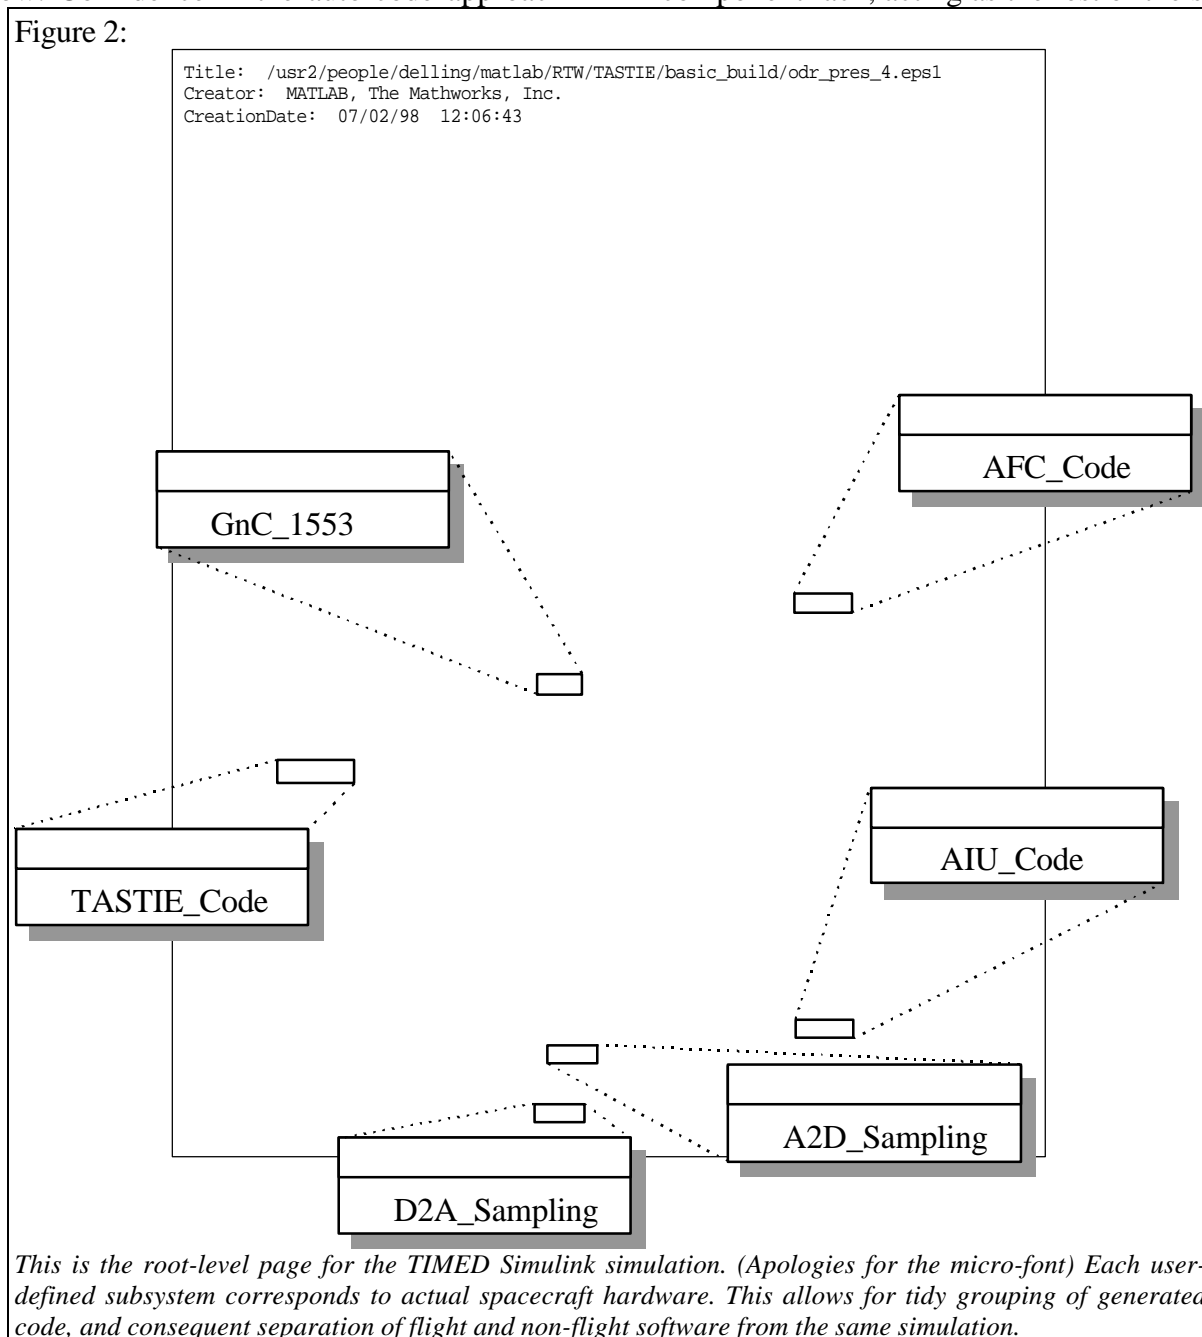 Figure 2:
Title: /usr2/people/delling/matlab/RTW/TASTIE/basic_build/odr_pres_4.eps1
Creator: MATLAB, The Mathworks, Inc.
CreationDate: 07/02/98 12:06:43
AFC_Code
GnC_1553
AIU_Code
TASTIE_Code
A2D_Sampling
D2A_Sampling
This is the root-level page for the TIMED Simulink simulation. (Apologies for the micro-font) Each user-
defined subsystem corresponds to actual spacecraft hardware. This allows for tidy grouping of generated
code, and consequent separation of flight and non-flight software from the same simulation.